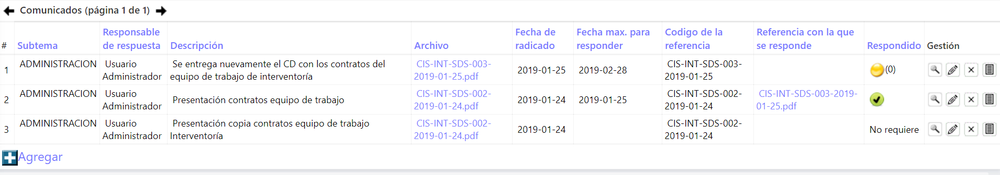 Comunicados (página 1 de 1)
# Subtema Responsable de respuesta Descripción Archivo Fecha de radicado Fecha max. para responder Codigo de la referencia Referencia con la que se responde Respondido Gestión
1 ADMINISTRACION Usuario Administrador Se entrega nuevamente el CD con los contratos del equipo de trabajo de interventoría CIS-INT-SDS-003-2019-01-25.pdf 2019-01-25 2019-02-28 CIS-INT-SDS-003-2019-01-25 (0)
2 ADMINISTRACION Usuario Administrador Presentación contratos equipo de trabajo CIS-INT-SDS-002-2019-01-24.pdf 2019-01-24 2019-01-25 CIS-INT-SDS-002-2019-01-24 CIS-INT-SDS-003-2019-01-25.pdf
3 ADMINISTRACION Usuario Administrador Presentación copia contratos equipo de trabajo Interventoría CIS-INT-SDS-002-2019-01-24.pdf 2019-01-24 CIS-INT-SDS-002-2019-01-24 No requiere
Agregar